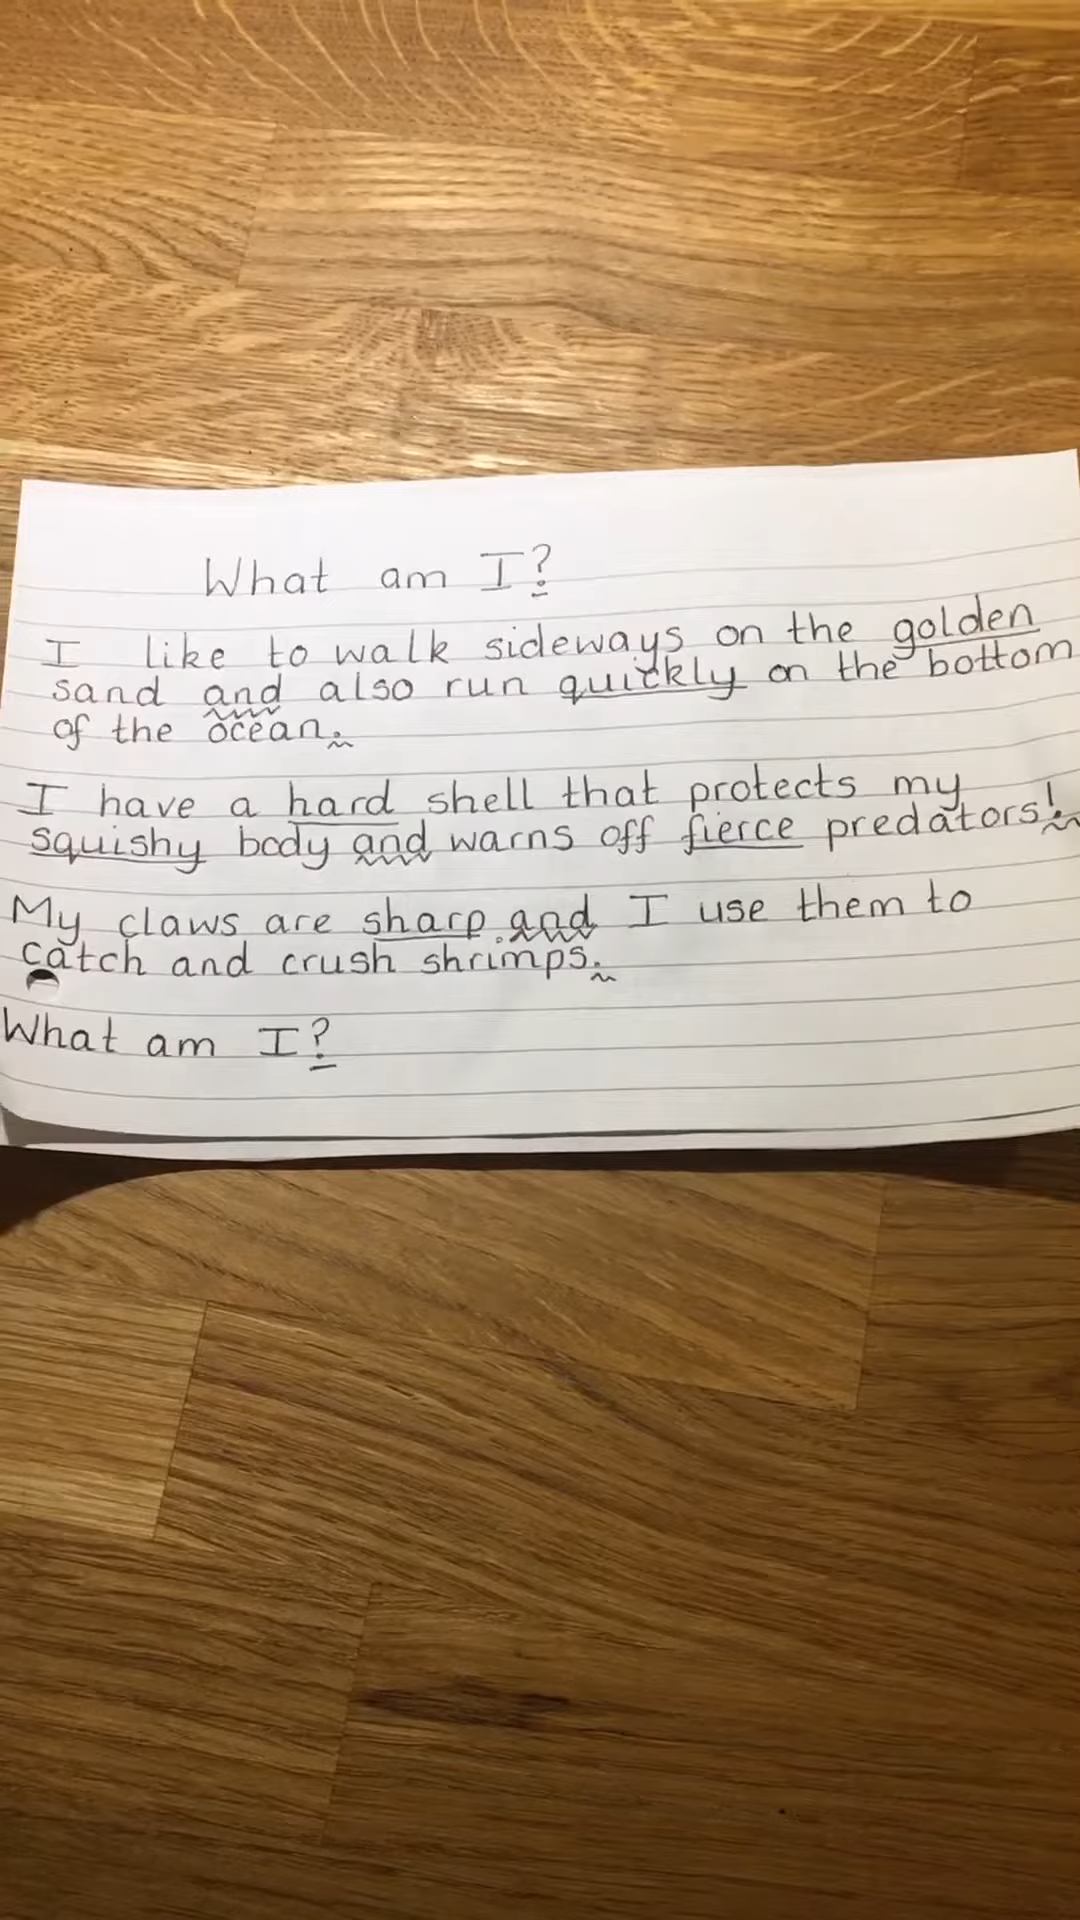 What am I?
I like to walk sideways on the golden
sand and also run quickly on the bottom
of the ocean.
I have a hard shell that protects my
squishy body and warns off fierce predators!
My claws are sharp and I use them to
catch and crush shrimps.
What am I?